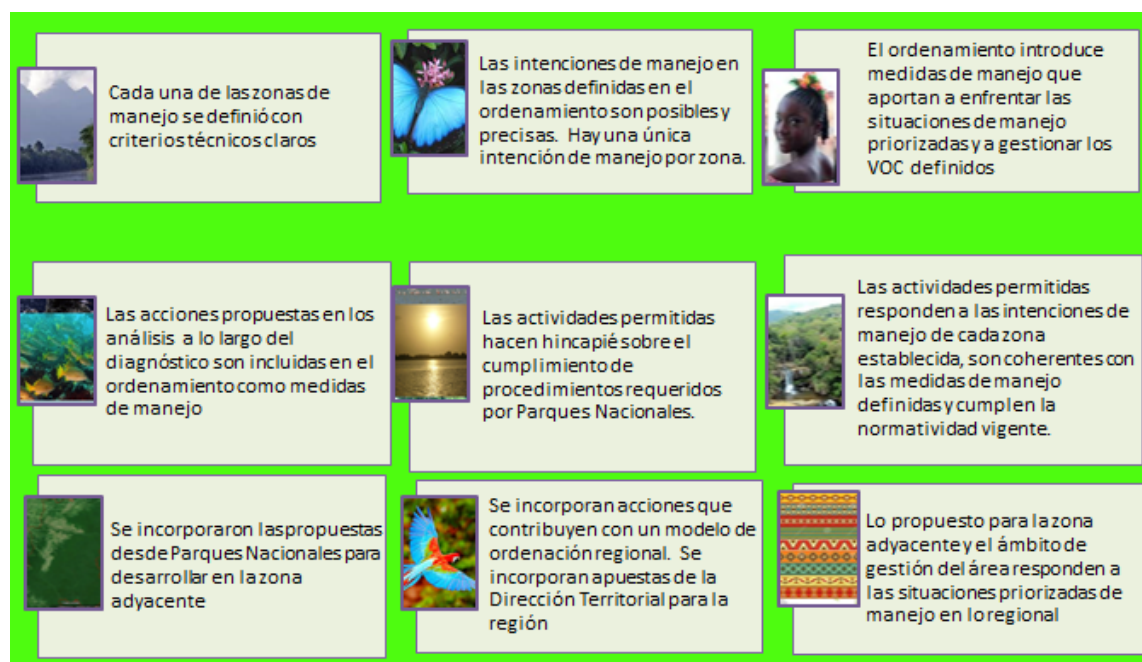 Cada una de las zonas de
manejo se definió con
criterios técnicos claros
Las intenciones de manejo en
las zonas definidas en el
ordenamiento son posibles y
precisas. Hay una única
intención de manejo por zona.
El ordenamiento introduce
medidas de manejo que
aportan a enfrentar las
situaciones de manejo
priorizadas y a gestionar los
VOC definidos
Las acciones propuestas en los
análisis a lo largo del
diagnóstico son incluidas en el
ordenamiento como medidas
de manejo
Las actividades permitidas
hacen hincapié sobre el
cumplimiento de
procedimientos requeridos
por Parques Nacionales.
Las actividades permitidas
responden a las intenciones de
manejo de cada zona
establecida, son coherentes con
las medidas de manejo
definidas y cumplen la
normatividad vigente.
Se incorporaron las propuestas
desde Parques Nacionales para
desarrollar en la zona
adyacente
Se incorporan acciones que
contribuyen con un modelo de
ordenación regional. Se
incorporan apuestas de la
Dirección Territorial para la
región
Lo propuesto para la zona
adyacente y el ámbito de
gestión del área responden a
las situaciones priorizadas de
manejo en lo regional